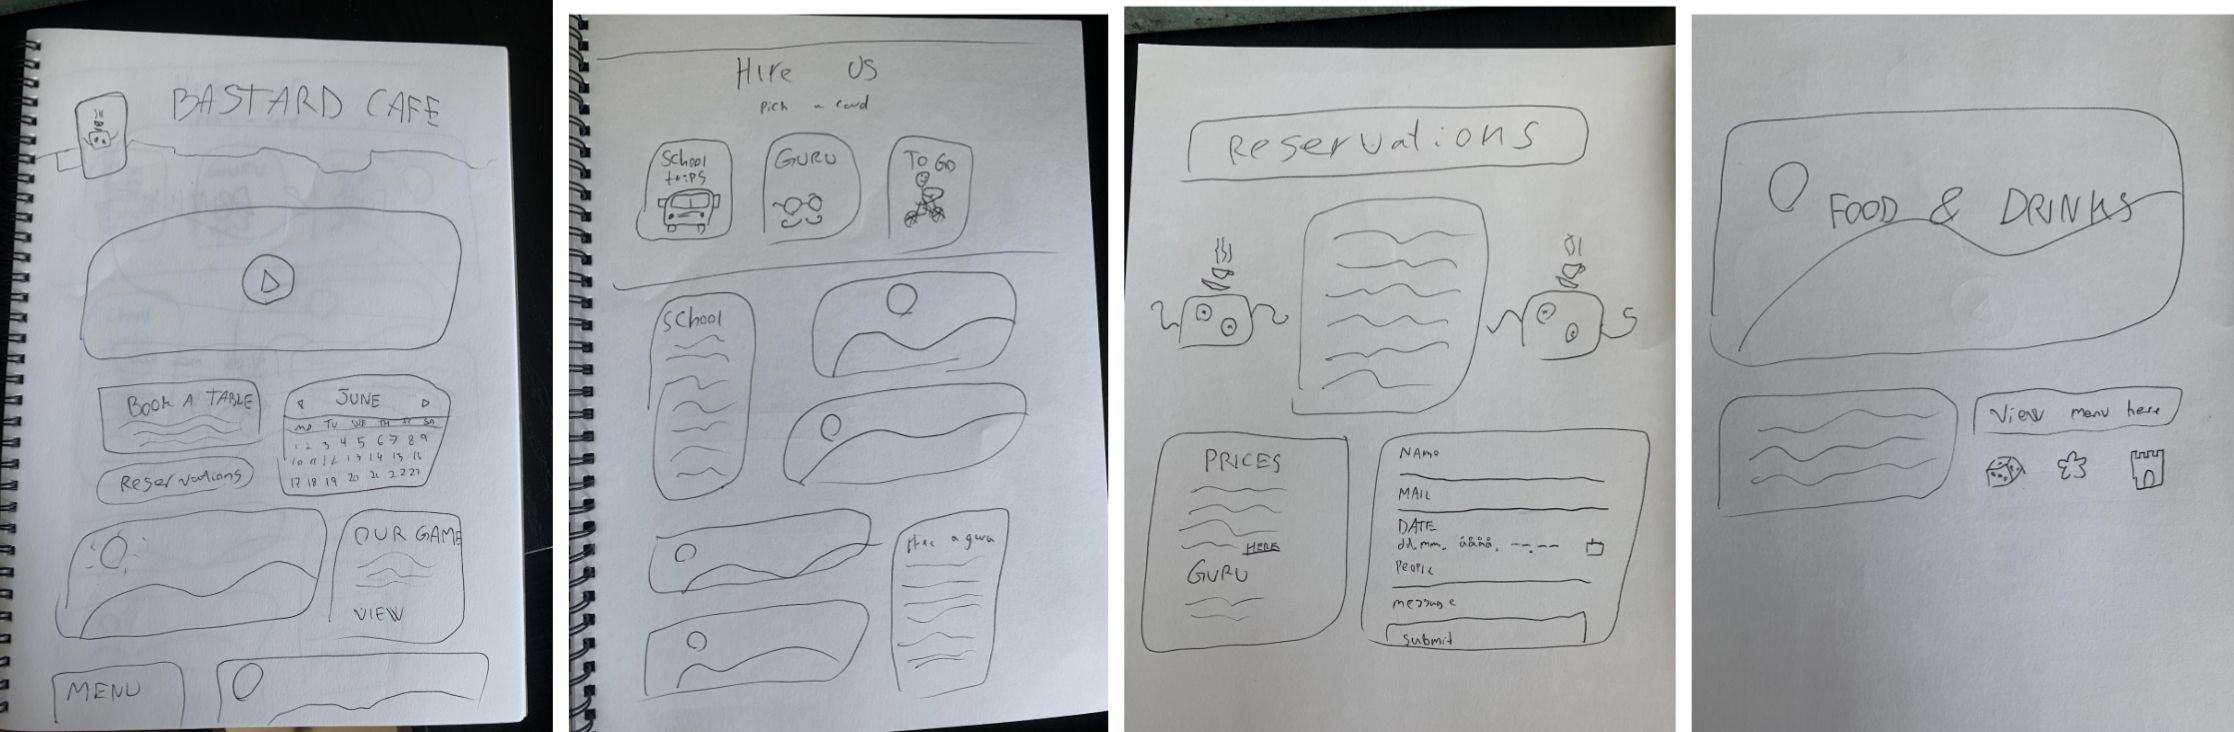 BASTARD CAFE
BOOK A TABLE
Reservations
JUNE
MO TU WE TH FR SA
1 2 3 4 5 6 7 8 9
10 11 12 13 14 15 16
17 18 19 20 21 22 23
OUR GAME
VIEW
MENU
Hire US
Pick a card
School
trips
GURU
TO GO
School
Hire a guru
Reservations
PRICES
HERE
GURU
NAME
MAIL
DATE
dd.mm. åååå. --.--
People
message
Submit
FOOD & DRINKS
View menu here